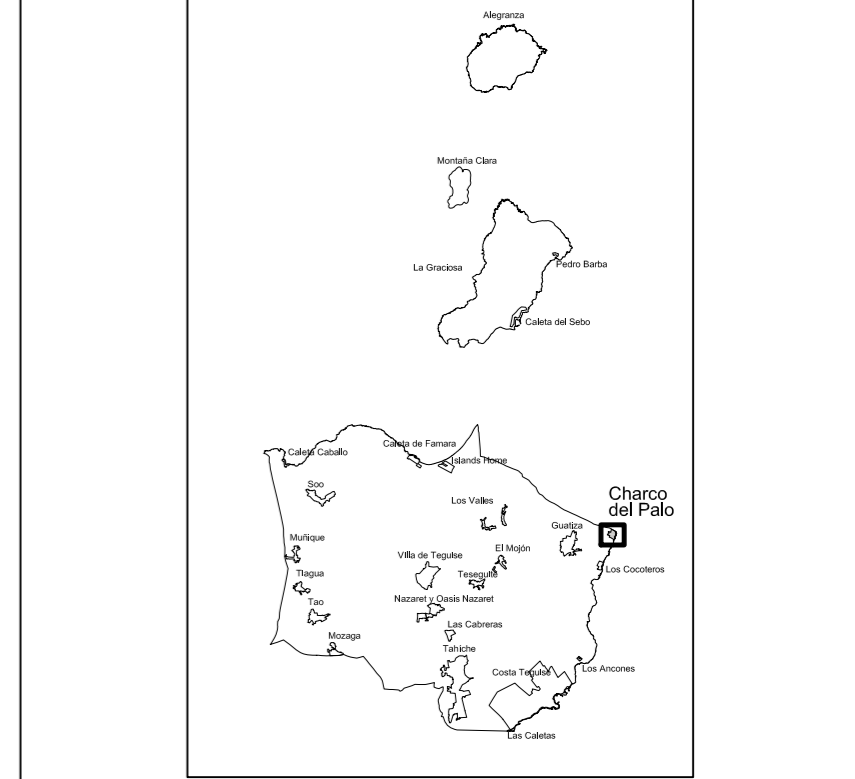 Alegranza
Montaña Clara
La Graciosa
Pedro Barba
Caleta del Sebo
Caleta de Famara
Caleta Caballo
Islands Home
Soo
Los Valles
Charco
del Palo
Guatiza
Muñique
El Mojón
VIlla de Teguise
Los Cocoteros
Tiagua
Teseguite
Tao
Nazaret y Oasis Nazaret
Las Cabreras
Mozaga
Tahiche
Costa Teguise
Los Ancones
Las Caletas